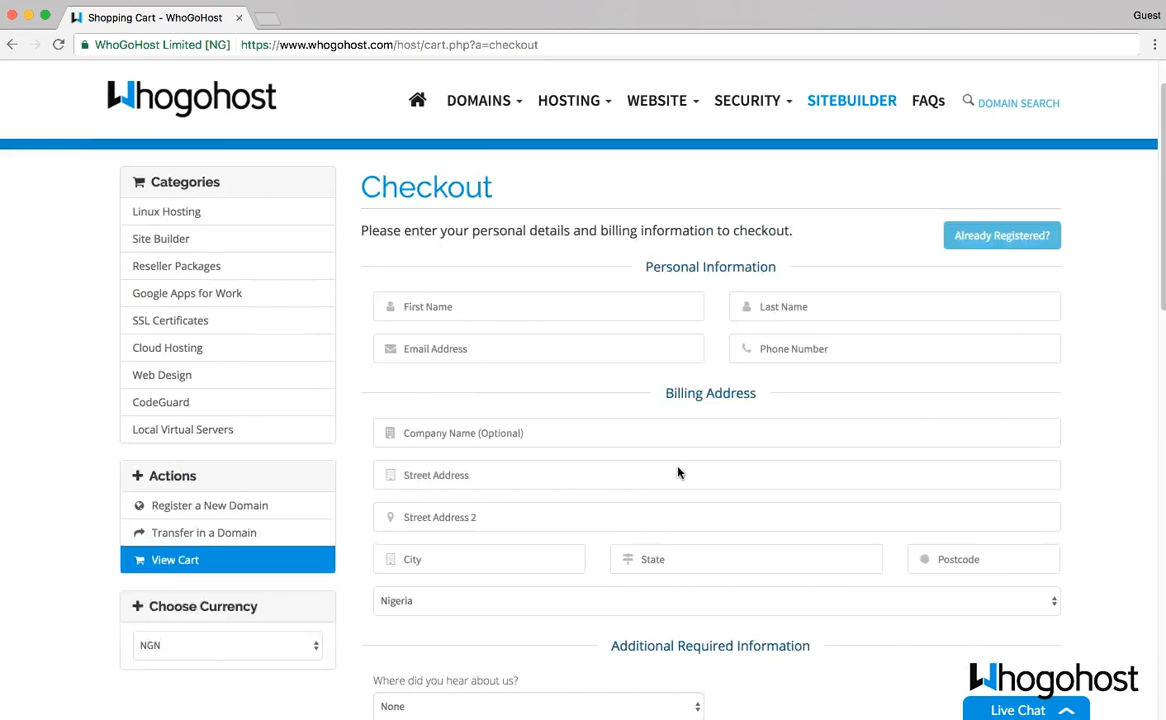 Shopping Cart - WhoGoHost
Guest
WhoGoHost Limited [NG] https://www.whogohost.com/host/cart.php?a=checkout
Whogohost
DOMAINS HOSTING WEBSITE SECURITY SITEBUILDER FAQs DOMAIN SEARCH
Categories
Linux Hosting
Site Builder
Reseller Packages
Google Apps for Work
SSL Certificates
Cloud Hosting
Web Design
CodeGuard
Local Virtual Servers
Actions
Register a New Domain
Transfer in a Domain
View Cart
Choose Currency
NGN
Checkout
Please enter your personal details and billing information to checkout.
Already Registered?
Personal Information
First Name Last Name
Email Address Phone Number
Billing Address
Company Name (Optional)
Street Address
Street Address 2
City State Postcode
Nigeria
Additional Required Information
Where did you hear about us?
None
Whogohost
Live Chat